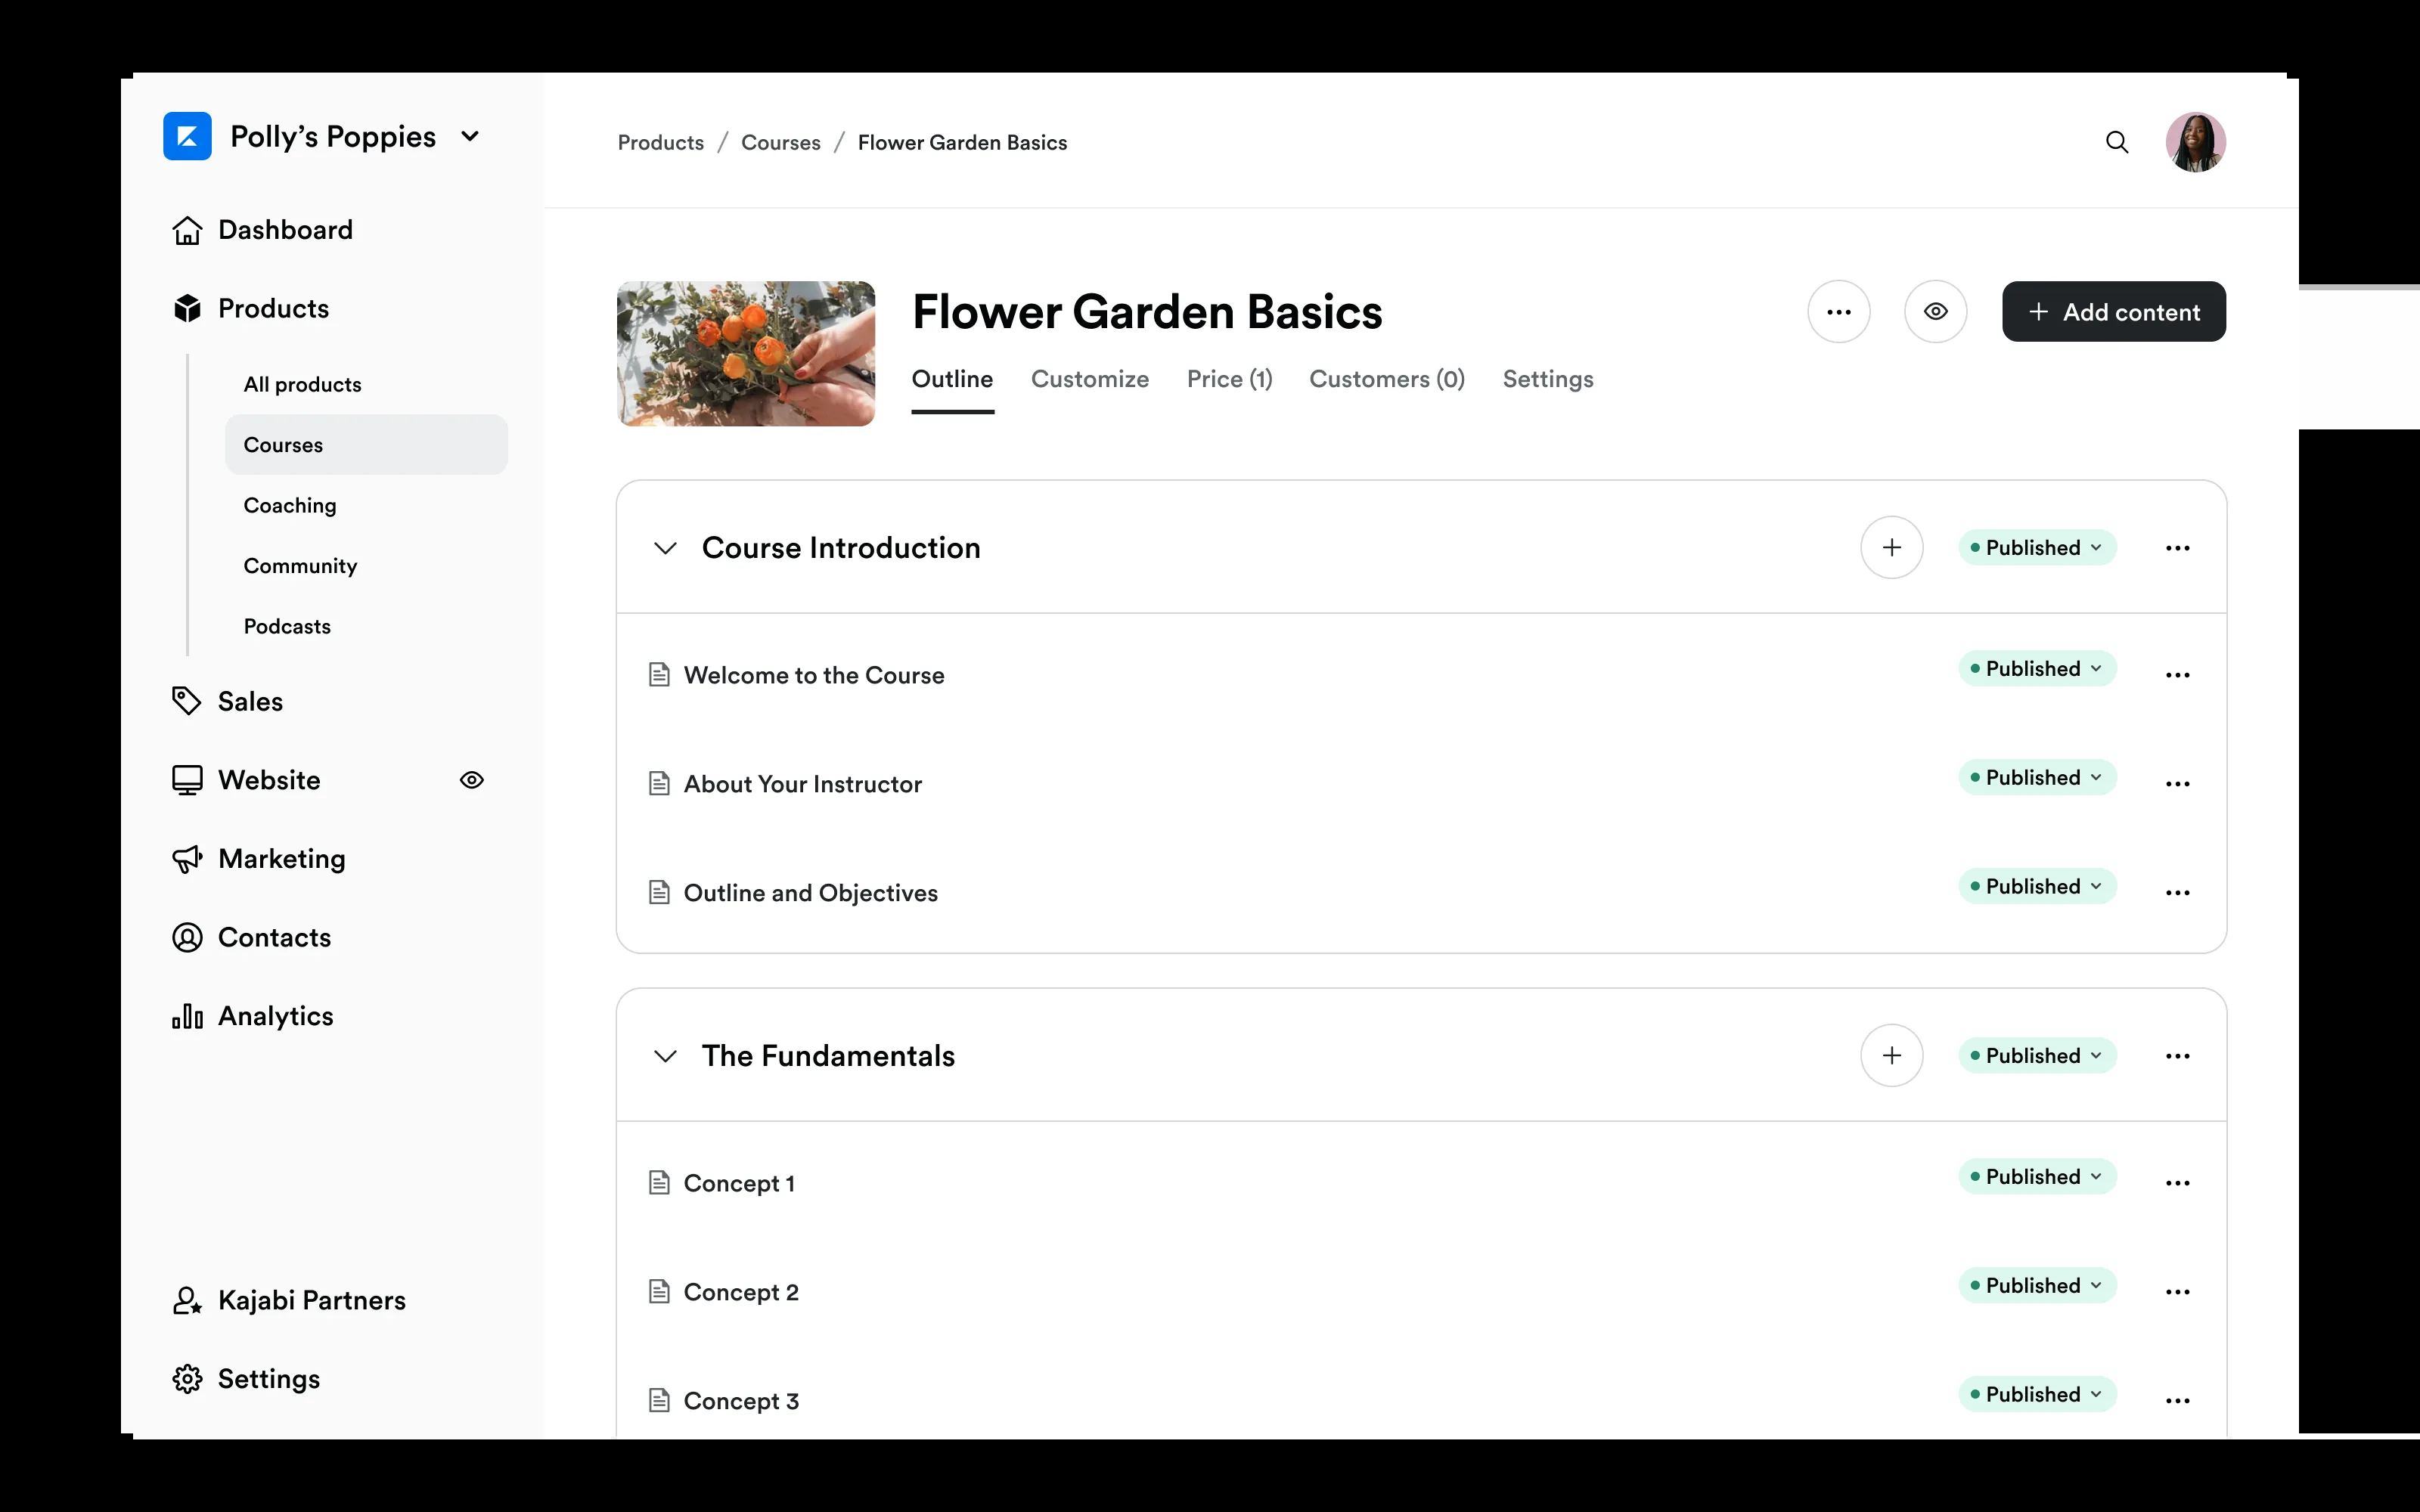 Polly’s Poppies
Dashboard
Products
All products
Courses
Coaching
Community
Podcasts
Sales
Website
Marketing
Contacts
Analytics
Kajabi Partners
Settings
Products / Courses / Flower Garden Basics
Flower Garden Basics
+ Add content
Outline Customize Price (1) Customers (0) Settings
Course Introduction Published
Welcome to the Course Published
About Your Instructor Published
Outline and Objectives Published
The Fundamentals Published
Concept 1 Published
Concept 2 Published
Concept 3 Published